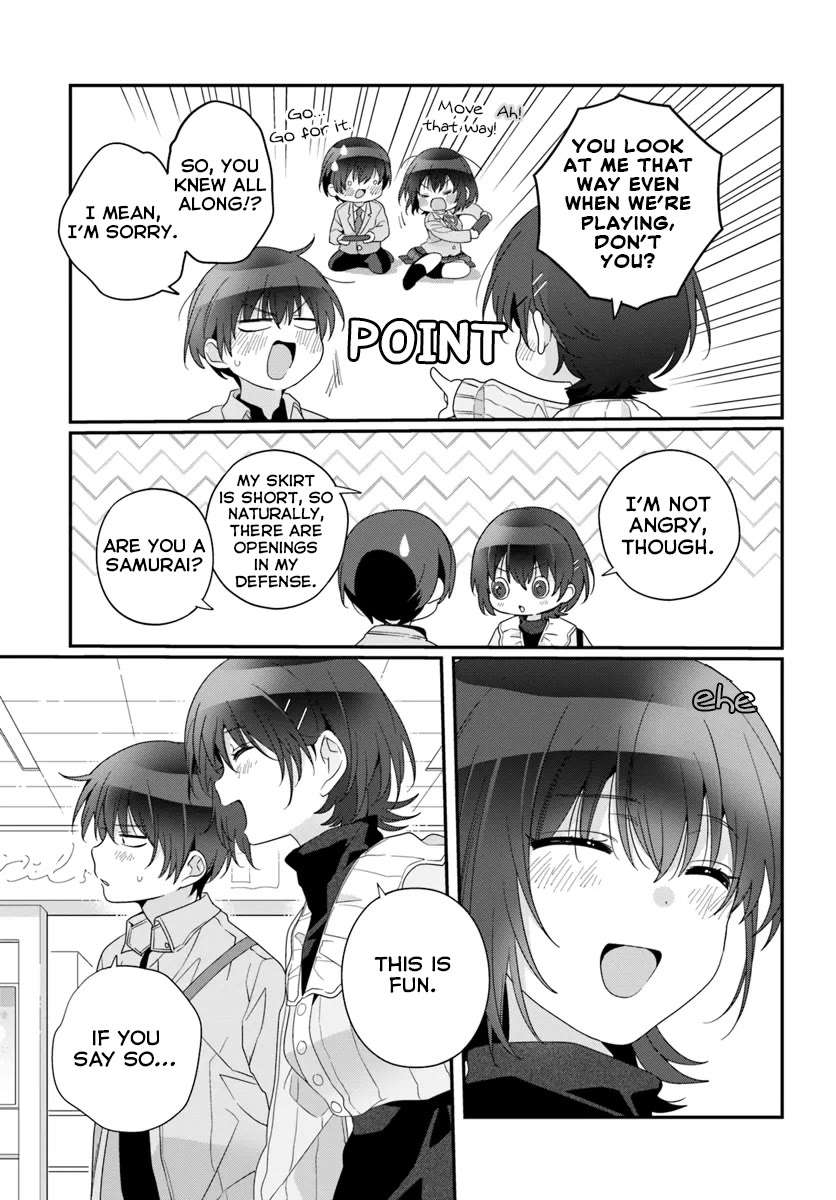 YOU LOOK
AT ME THAT
WAY EVEN
WHEN WE'RE
PLAYING,
DON'T
YOU?
Move
that way!
Ah!
Go...
Go for it.
SO, YOU
KNEW ALL
ALONG!?
I MEAN,
I'M SORRY.
POINT
I'M NOT
ANGRY,
THOUGH.
MY SKIRT
IS SHORT, SO
NATURALLY,
THERE ARE
OPENINGS
IN MY
DEFENSE.
ARE YOU A
SAMURAI?
ehe
THIS IS
FUN.
IF YOU
SAY SO...